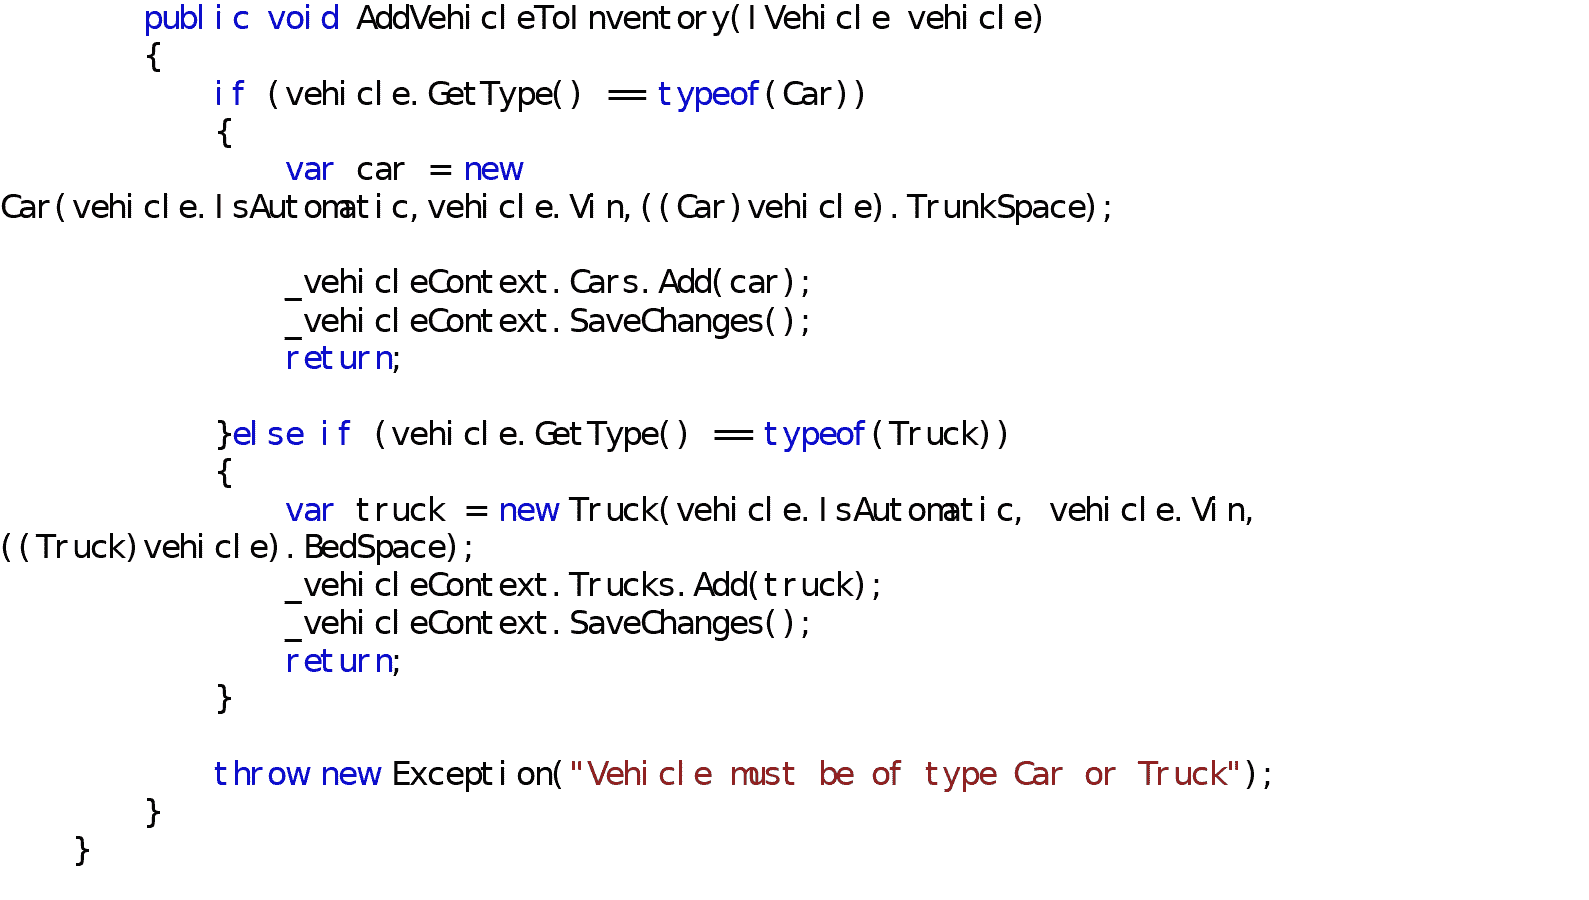 public void AddVehicleToInventory(IVehicle vehicle)
{
if (vehicle.GetType() == typeof(Car))
{
var car = new
Car(vehicle.IsAutomatic,vehicle.Vin,((Car)vehicle).TrunkSpace);
_vehicleContext.Cars.Add(car);
_vehicleContext.SaveChanges();
return;
}else if (vehicle.GetType() == typeof(Truck))
{
var truck = new Truck(vehicle.IsAutomatic, vehicle.Vin,
((Truck)vehicle).BedSpace);
_vehicleContext.Trucks.Add(truck);
_vehicleContext.SaveChanges();
return;
}
throw new Exception("Vehicle must be of type Car or Truck");
}
}